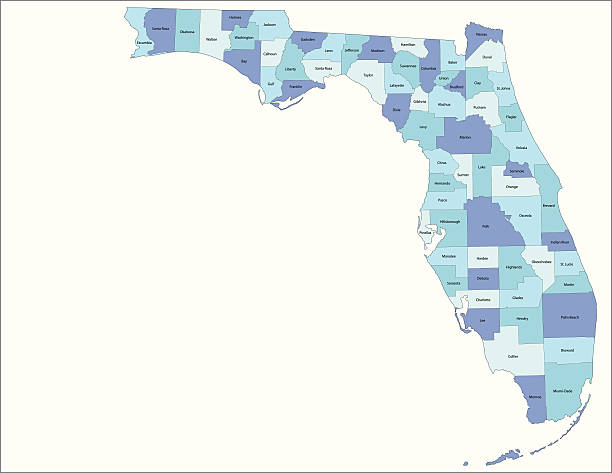 Escambia
Santa Rosa
Okaloosa
Walton
Holmes
Washington
Jackson
Bay
Calhoun
Gulf
Liberty
Gadsden
Franklin
Leon
Santa Rosa
Jefferson
Madison
Taylor
Hamilton
Suwannee
Lafayette
Dixie
Columbia
Gilchrist
Baker
Union
Bradford
Alachua
Levy
Nassau
Duval
Clay
St. Johns
Putnam
Flagler
Marion
Volusia
Citrus
Sumter
Lake
Seminole
Orange
Hernando
Pasco
Brevard
Osceola
Hillsborough
Polk
Pinellas
Indian River
Manatee
Hardee
Okeechobee
St. Lucie
Highlands
DeSoto
Sarasota
Martin
Charlotte
Glades
Lee
Hendry
Palm Beach
Collier
Broward
Monroe
Miami-Dade